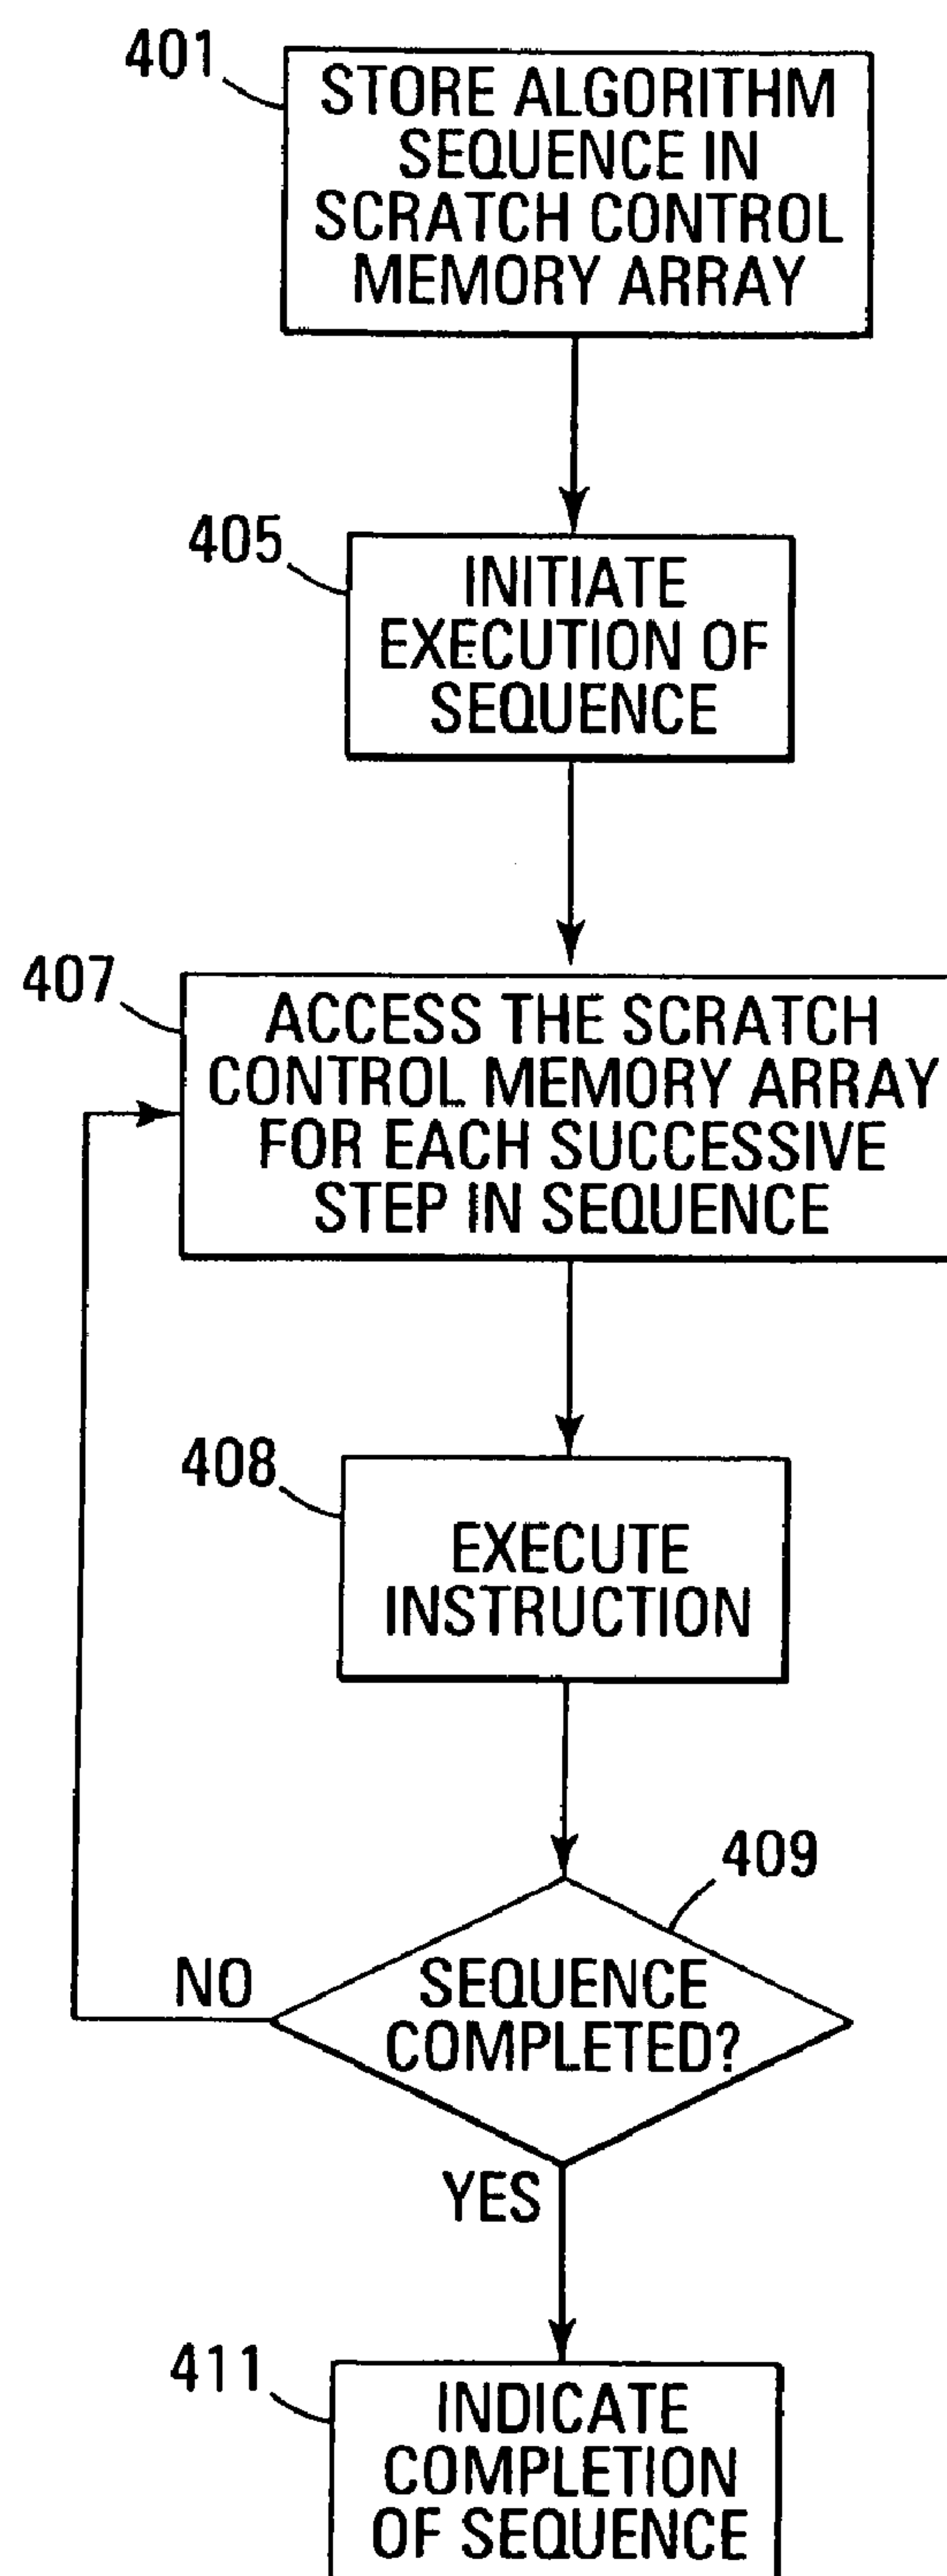 401
STORE ALGORITHM
SEQUENCE IN
SCRATCH CONTROL
MEMORY ARRAY
405
INITIATE
EXECUTION OF
SEQUENCE
407
ACCESS THE SCRATCH
CONTROL MEMORY ARRAY
FOR EACH SUCCESSIVE
STEP IN SEQUENCE
408
EXECUTE
INSTRUCTION
409
SEQUENCE
COMPLETED?
NO
YES
411
INDICATE
COMPLETION
OF SEQUENCE